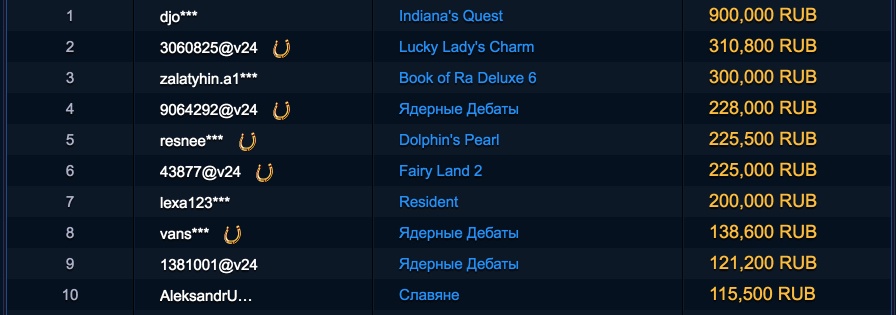 1 djo*** Indiana's Quest 900,000 RUB
2 3060825@v24 Lucky Lady's Charm 310,800 RUB
3 zalatyhin.a1*** Book of Ra Deluxe 6 300,000 RUB
4 9064292@v24 Ядерные Дебаты 228,000 RUB
5 resnee*** Dolphin's Pearl 225,500 RUB
6 43877@v24 Fairy Land 2 225,000 RUB
7 lexa123*** Resident 200,000 RUB
8 vans*** Ядерные Дебаты 138,600 RUB
9 1381001@v24 Ядерные Дебаты 121,200 RUB
10 AleksandrU... Славяне 115,500 RUB